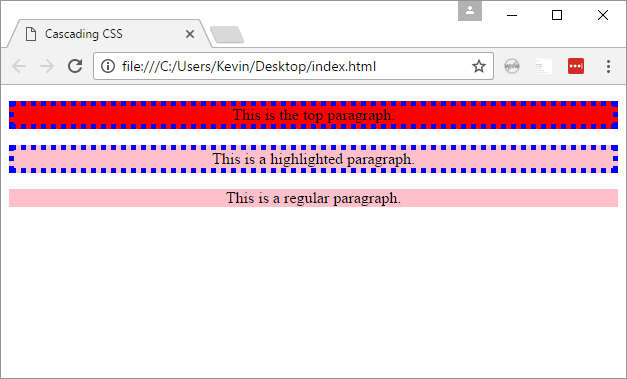 Cascading CSS
file:///C:/Users/Kevin/Desktop/index.html
This is the top paragraph.
This is a highlighted paragraph.
This is a regular paragraph.